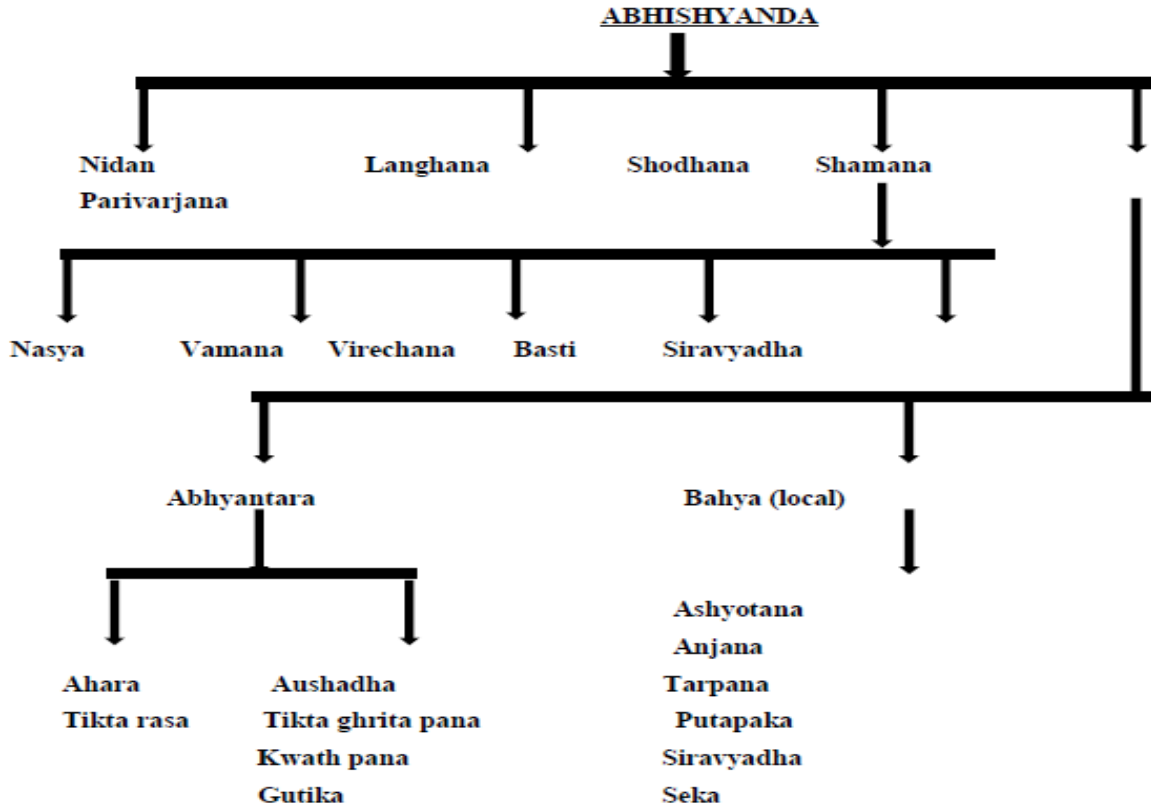 ABHISHYANDA
Nidan Langhana Shodhana Shamana
Parivarjana
Nasya Vamana Virechana Basti Siravyadha
Abhyantara Bahya (local)
Ashyotana
Anjana
Ahara Aushadha Tarpana
Tikta rasa Tikta ghrita pana Putapaka
Kwath pana Siravyadha
Gutika Seka